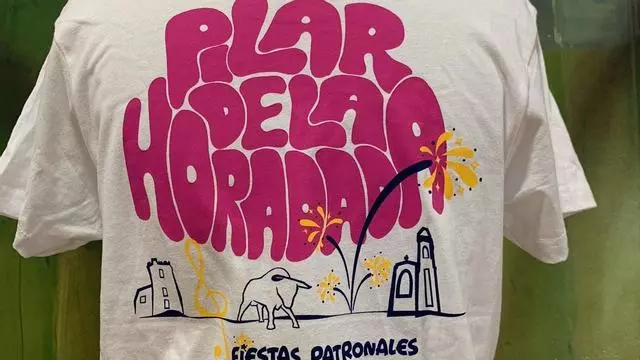 PILAR
DE LA
HORADADA
FIESTAS PATRONALES